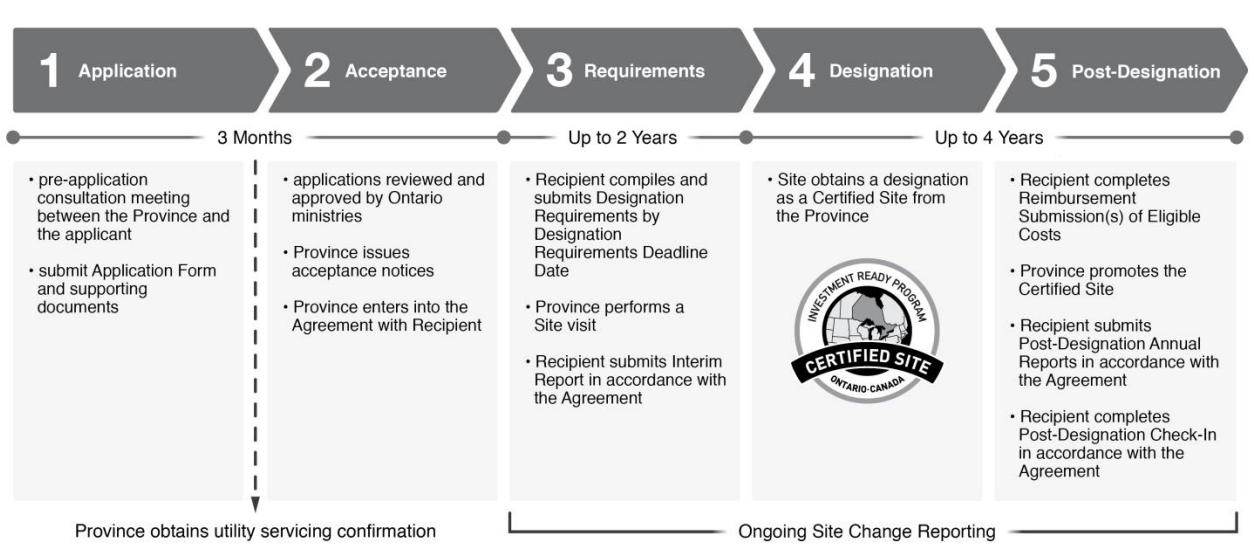 1 Application
2 Acceptance
3 Requirements
4 Designation
5 Post-Designation
3 Months
Up to 2 Years
Up to 4 Years
• pre-application
consultation meeting
between the Province and
the applicant
• submit Application Form
and supporting
documents
• applications reviewed and
approved by Ontario
ministries
• Province issues
acceptance notices
• Province enters into the
Agreement with Recipient
• Recipient compiles and
submits Designation
Requirements by
Designation
Requirements Deadline
Date
• Province performs a
Site visit
• Recipient submits Interim
Report in accordance with
the Agreement
• Site obtains a designation
as a Certified Site from
the Province
INVESTMENT READY PROGRAM
CERTIFIED SITE
ONTARIO-CANADA
• Recipient completes
Reimbursement
Submission(s) of Eligible
Costs
• Province promotes the
Certified Site
• Recipient submits
Post-Designation Annual
Reports in accordance with
the Agreement
• Recipient completes
Post-Designation Check-In
in accordance with the
Agreement
Province obtains utility servicing confirmation
Ongoing Site Change Reporting